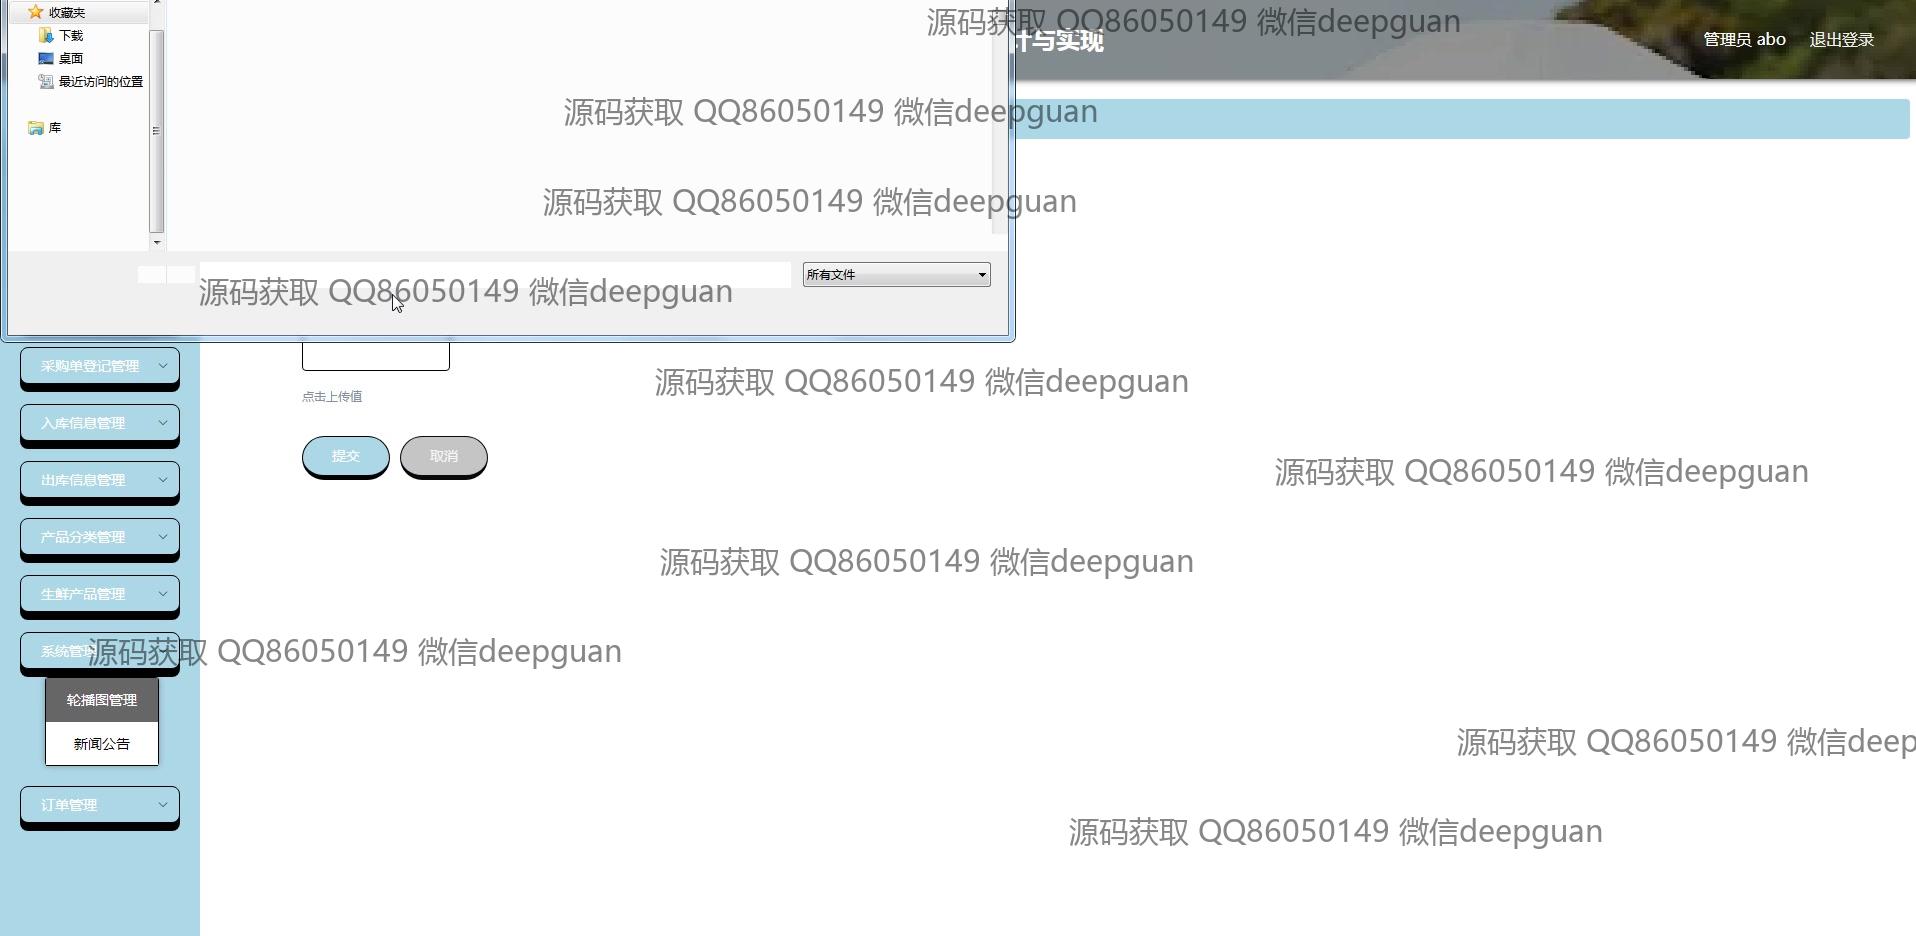 收藏夹
下载
桌面
最近访问的位置
库
所有文件
计与实现
管理员 abo
退出登录
源码获取 QQ86050149 微信deepguan
源码获取 QQ86050149 微信deepguan
源码获取 QQ86050149 微信deepguan
源码获取 QQ86050149 微信deepguan
采购单登记管理
点击上传值
源码获取 QQ86050149 微信deepguan
入库信息管理
提交
取消
出库信息管理
源码获取 QQ86050149 微信deepguan
产品分类管理
源码获取 QQ86050149 微信deepguan
生鲜产品管理
系统管理
源码获取 QQ86050149 微信deepguan
轮播图管理
新闻公告
源码获取 QQ86050149 微信deep
订单管理
源码获取 QQ86050149 微信deepguan